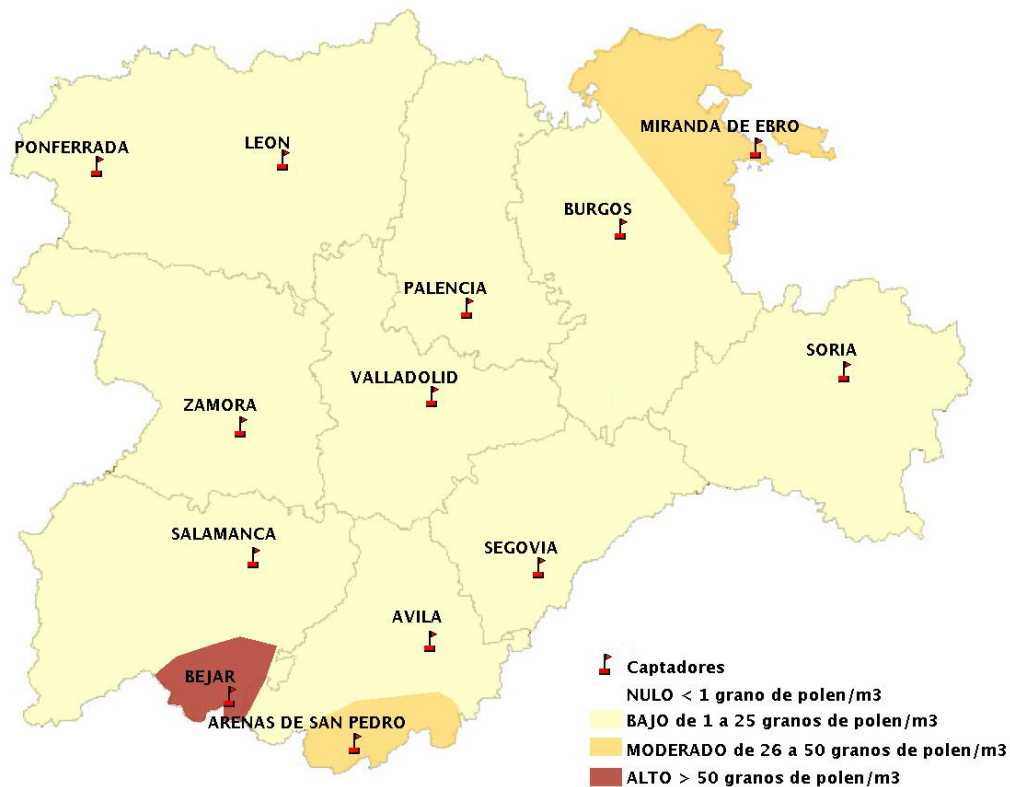 MIRANDA DE EBRO
PONFERRADA
LEON
BURGOS
PALENCIA
SORIA
VALLADOLID
ZAMORA
SALAMANCA
SEGOVIA
AVILA
BEJAR
ARENAS DE SAN PEDRO
Captadores
NULO < 1 grano de polen/m3
BAJO de 1 a 25 granos de polen/m3
MODERADO de 26 a 50 granos de polen/m3
ALTO > 50 granos de polen/m3